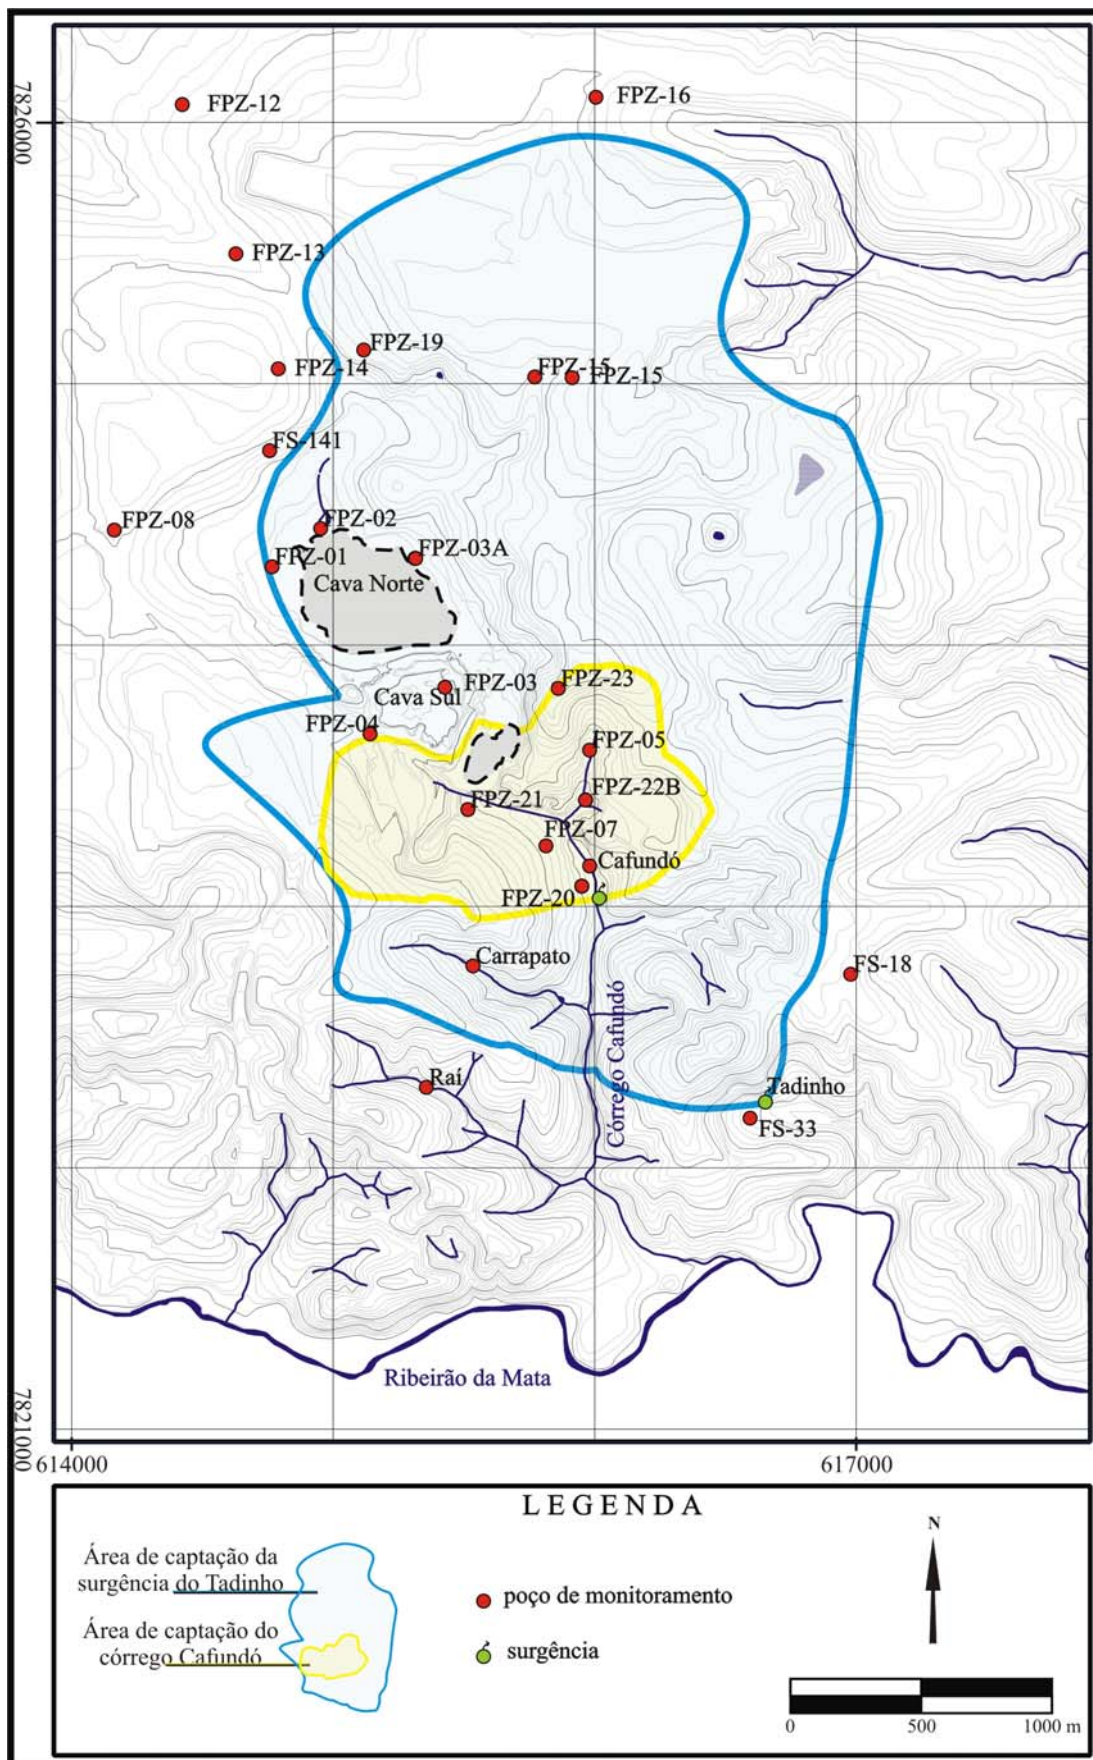 7826000
FPZ-12
FPZ-16
FPZ-13
FPZ-19
FPZ-14
FPZ-15
FPZ-15
FS-141
FPZ-08
FPZ-02
FPZ-03A
FPZ-01
Cava Norte
FPZ-03
FPZ-23
Cava Sul
FPZ-04
FPZ-05
FPZ-22B
FPZ-21
FPZ-07
Cafundó
FPZ-20
Carrapato
FS-18
Córrego Cafundó
Raí
Tadinho
FS-33
Ribeirão da Mata
7821000
614000
617000
LEGENDA
Área de captação da
surgência do Tadinho
Área de captação do
córrego Cafundó
poço de monitoramento
surgência
N
0
500
1000 m